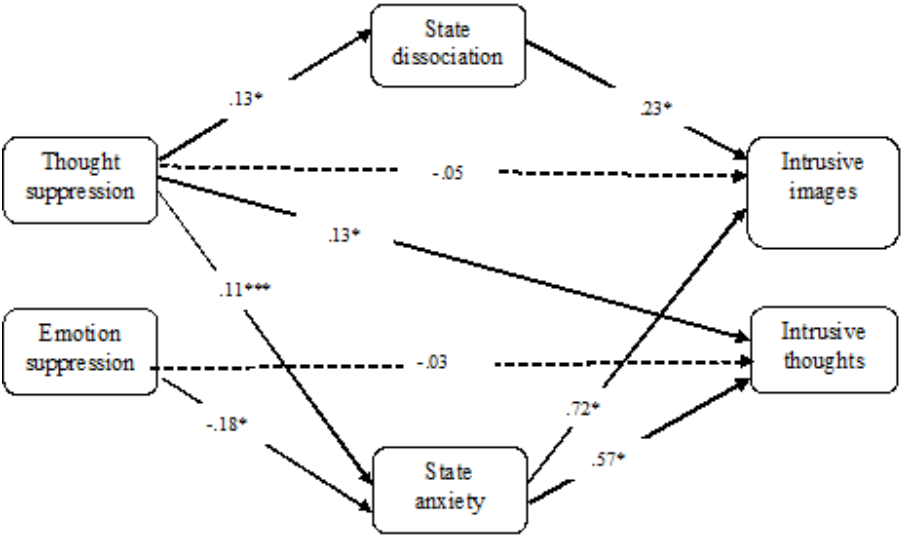 State
dissociation
.13*
.23*
Thought
suppression
-.05
Intrusive
images
.13*
.11***
Emotion
suppression
-.03
Intrusive
thoughts
-.18*
.72*
.57*
State
anxiety